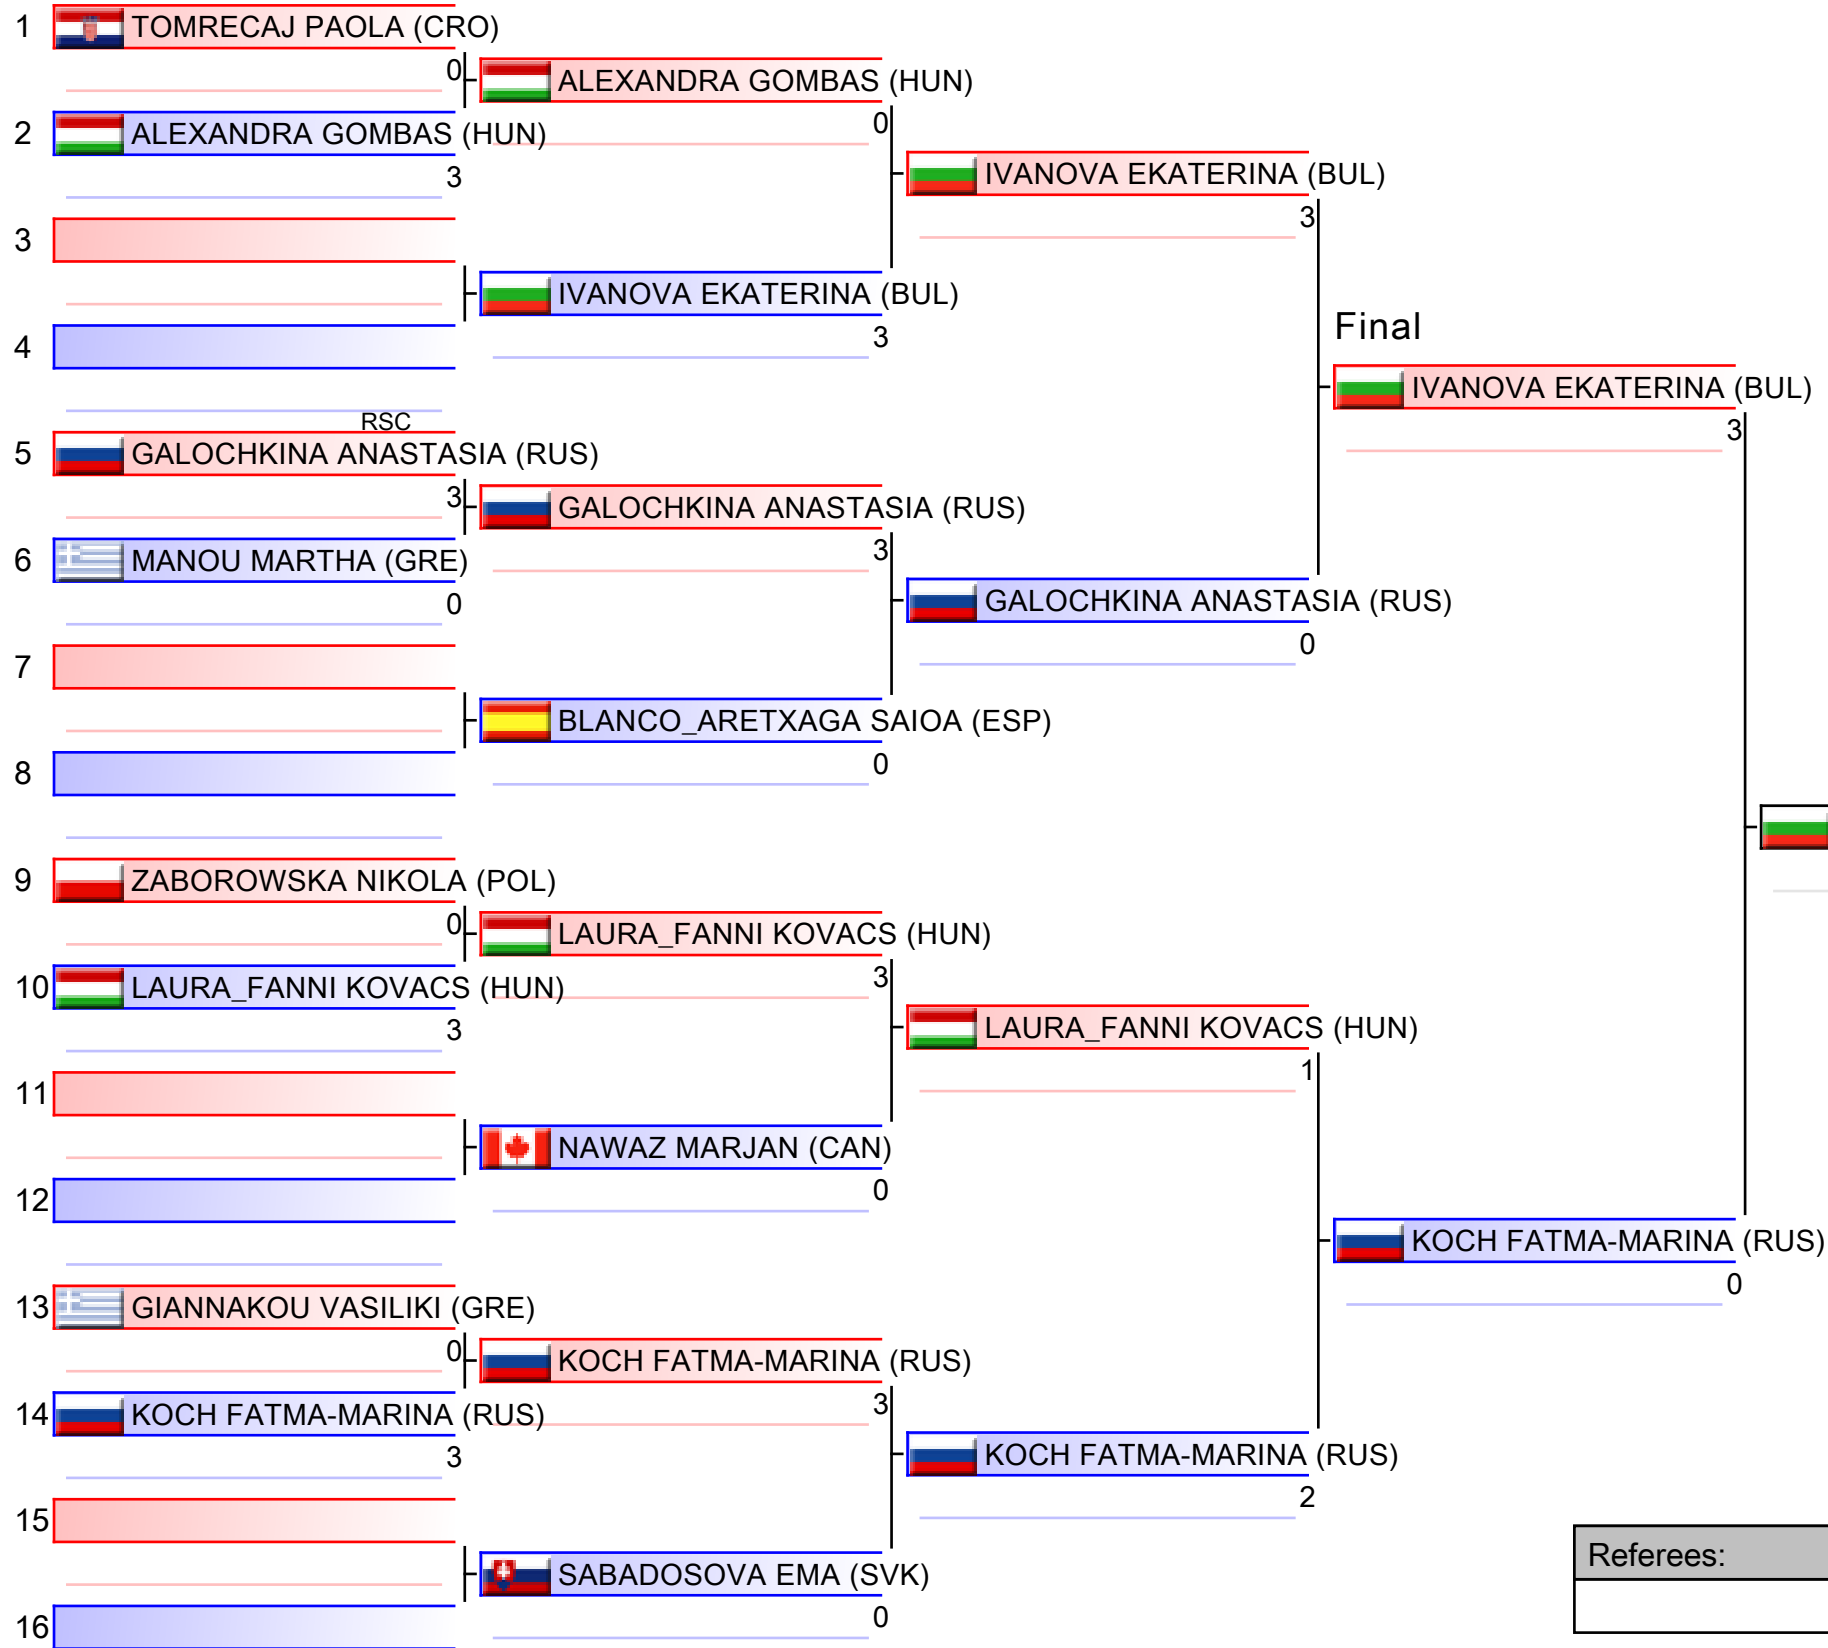 1 TOMRECAJ PAOLA (CRO)
0
ALEXANDRA GOMBAS (HUN)
0
2 ALEXANDRA GOMBAS (HUN)
3
IVANOVA EKATERINA (BUL)
3
3
IVANOVA EKATERINA (BUL)
3
4
Final
IVANOVA EKATERINA (BUL)
3
RSC
5 GALOCHKINA ANASTASIA (RUS)
3
GALOCHKINA ANASTASIA (RUS)
3
6 MANOU MARTHA (GRE)
0
GALOCHKINA ANASTASIA (RUS)
0
7
BLANCO_ARETXAGA SAIOA (ESP)
0
8
9 ZABOROWSKA NIKOLA (POL)
0
LAURA_FANNI KOVACS (HUN)
3
10 LAURA_FANNI KOVACS (HUN)
3
LAURA_FANNI KOVACS (HUN)
1
11
NAWAZ MARJAN (CAN)
0
12
KOCH FATMA-MARINA (RUS)
0
13 GIANNAKOU VASILIKI (GRE)
0
KOCH FATMA-MARINA (RUS)
3
14 KOCH FATMA-MARINA (RUS)
3
KOCH FATMA-MARINA (RUS)
2
15
Referees:
SABADOSOVA EMA (SVK)
0
16